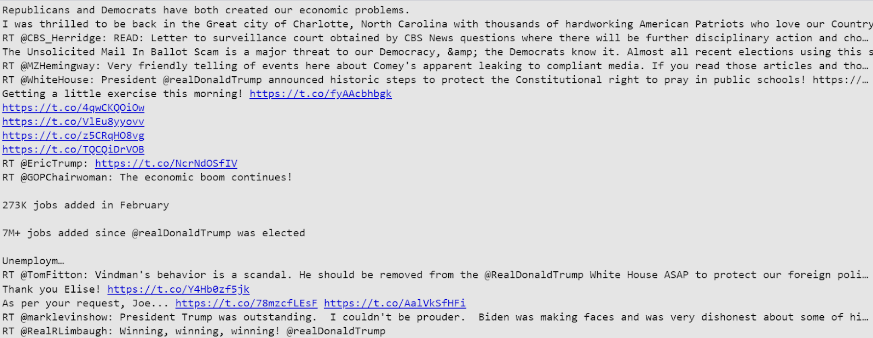 Republicans and Democrats have both created our economic problems.
I was thrilled to be back in the Great city of Charlotte, North Carolina with thousands of hardworking American Patriots who love our Country
RT @CBS_Herridge: READ: Letter to surveillance court obtained by CBS News questions where there will be further disciplinary action and cho…
The Unsolicited Mail In Ballot Scam is a major threat to our Democracy, &amp; the Democrats know it. Almost all recent elections using this s
RT @MZHemingway: Very friendly telling of events here about Comey's apparent leaking to compliant media. If you read those articles and tho…
RT @WhiteHouse: President @realDonaldTrump announced historic steps to protect the Constitutional right to pray in public schools! https://…
Getting a little exercise this morning! https://t.co/fyAAcbhbgk
https://t.co/4qwCKQOiOw
https://t.co/VlEu8yyovv
https://t.co/z5CRqHO8vg
https://t.co/TQCQiDrVOB
RT @EricTrump: https://t.co/NcrNdOSfIV
RT @GOPChairwoman: The economic boom continues!
273K jobs added in February
7M+ jobs added since @realDonaldTrump was elected
Unemploym…
RT @TomFitton: Vindman's behavior is a scandal. He should be removed from the @RealDonaldTrump White House ASAP to protect our foreign poli…
Thank you Elise! https://t.co/Y4Hb0zf5jk
As per your request, Joe... https://t.co/78mzcfLEsF https://t.co/AalVkSfHFi
RT @marklevinshow: President Trump was outstanding.  I couldn't be prouder.  Biden was making faces and was very dishonest about some of hi…
RT @RealRLimbaugh: Winning, winning, winning! @realDonaldTrump